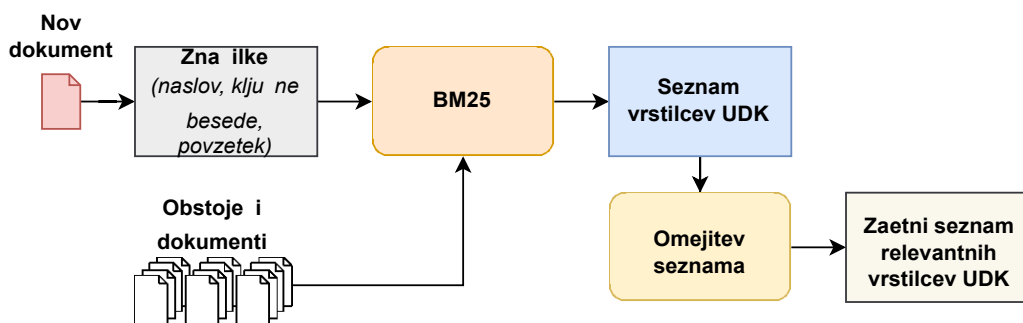 Nov
dokument
Zna ilke
(naslov, klju ne
besede,
povzetek)
BM25
Seznam
vrstilcev UDK
Obstoje i
dokumenti
Omejitev
seznama
Zaetni seznam
relevantnih
vrstilcev UDK